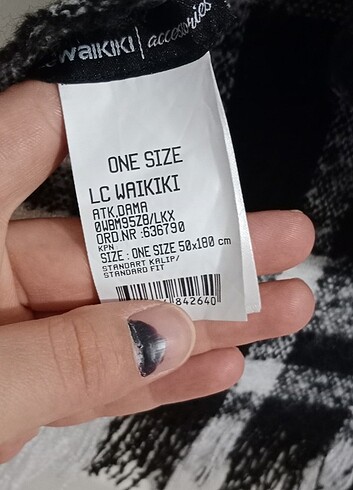 waikiki | accessories
ONE SIZE
LC WAIKIKI
ATK.DAMA
0WBM95Z8/LKX
ORD.NR :636790
KPN
SIZE : ONE SIZE 50x180 cm
STANDART KALIP/
STANDARD FIT
842640